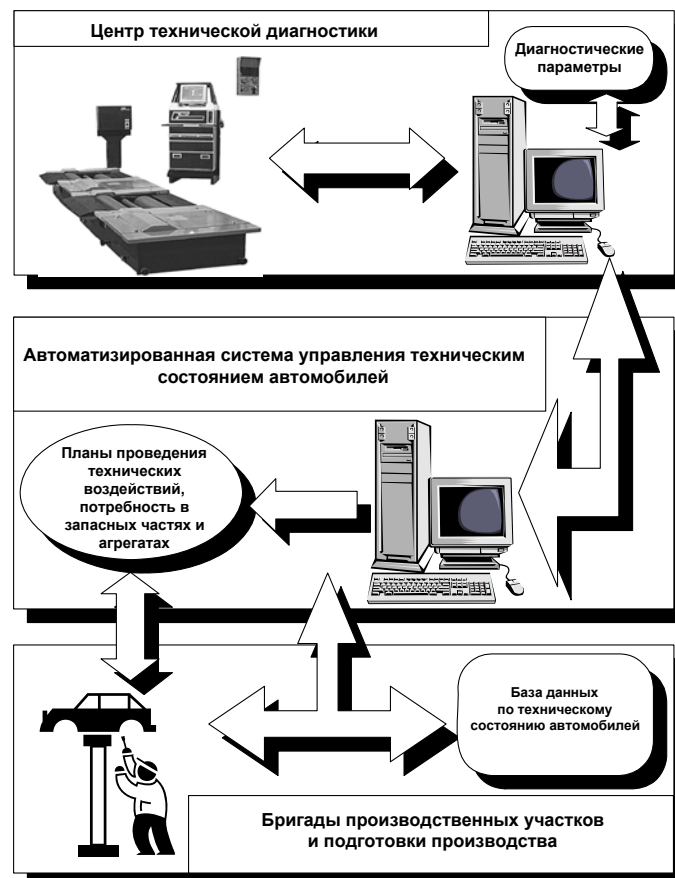 Центр технической диагностики
Диагностические
параметры
Автоматизированная система управления техническим
состоянием автомобилей
Планы проведения
технических
воздействий,
потребность в
запасных частях и
агрегатах
База данных
по техническому
состоянию автомобилей
Бригады производственных участков
и подготовки производства